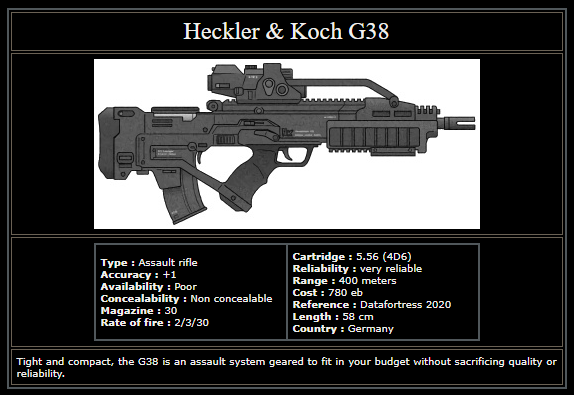 Heckler & Koch G38
Type : Assault rifle
Accuracy : +1
Availability : Poor
Concealability : Non concealable
Magazine : 30
Rate of fire : 2/3/30
Cartridge : 5.56 (4D6)
Reliability : very reliable
Range : 400 meters
Cost : 780 eb
Reference : Datafortress 2020
Length : 58 cm
Country : Germany
Tight and compact, the G38 is an assault system geared to fit in your budget without sacrificing quality or
reliability.